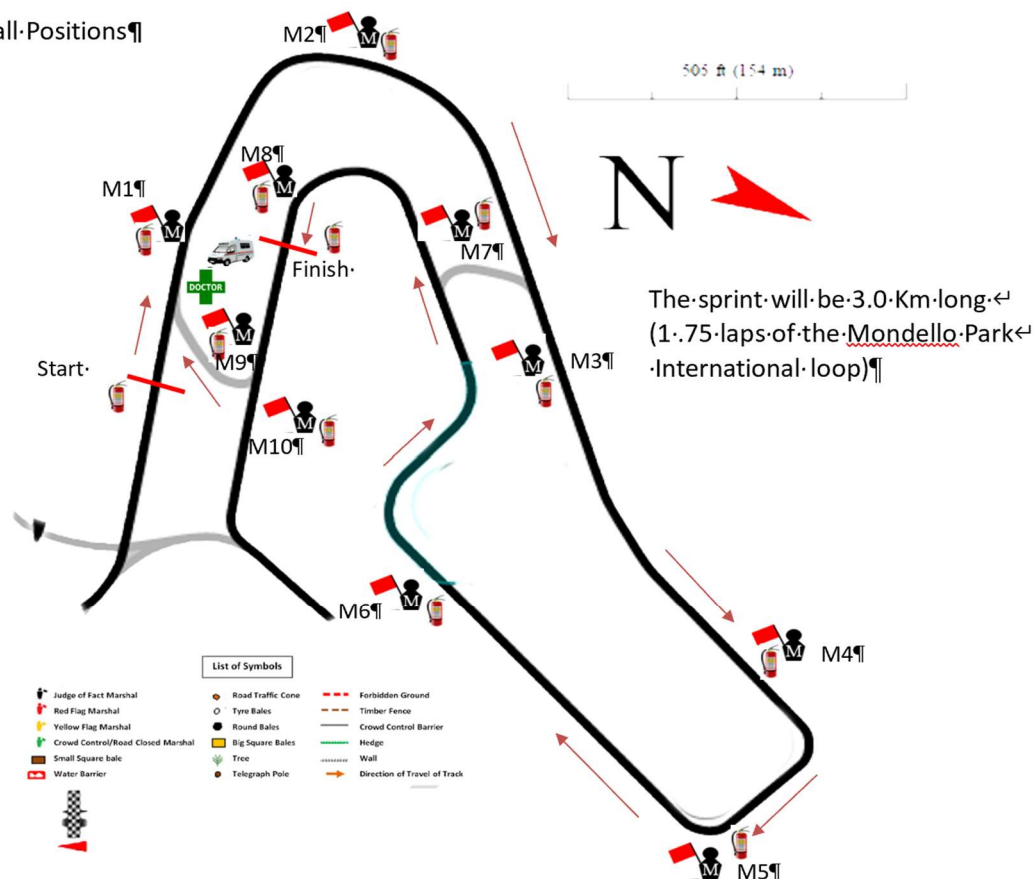 all·Positions¶
M2¶
505 ft (154 m)
M8¶
M1¶
N
M7¶
Finish·
DOCTOR
The·sprint·will·be·3.0·Km·long·↵
(1·.75·laps·of·the·Mondello·Park↵
·International·loop)¶
M9¶
M3¶
Start·
M10¶
M6¶
M4¶
M5¶
List of Symbols
Judge of Fact Marshal
Red Flag Marshal
Yellow Flag Marshal
Crowd Control/Road Closed Marshal
Small Square bale
Water Barrier
Road Traffic Cone
Tyre Bales
Round Bales
Big Square Bales
Tree
Telegraph Pole
Forbidden Ground
Timber Fence
Crowd Control Barrier
Hedge
Wall
Direction of Travel of Track
M
M
M
M
M
M
M
M
M
M